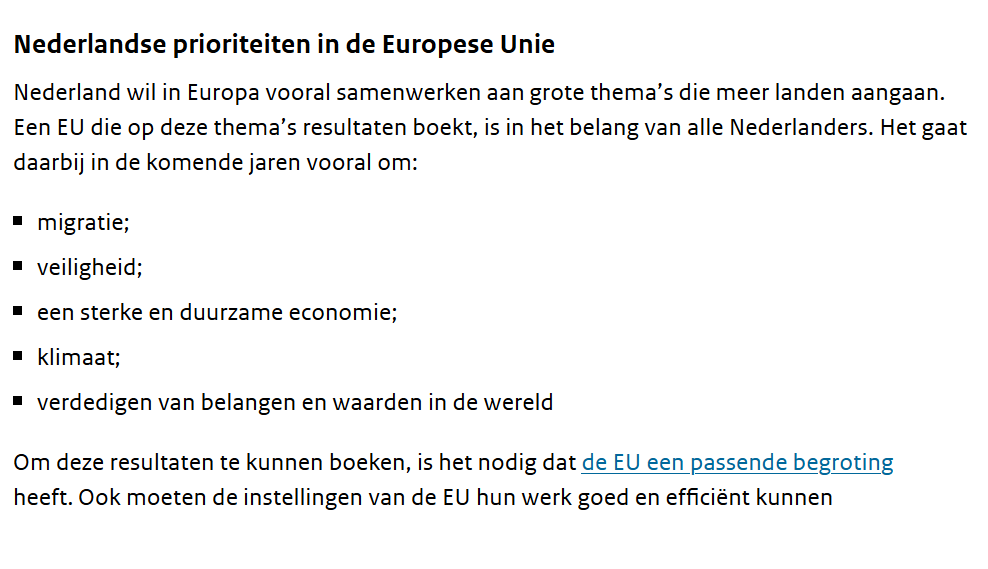 Nederlandse prioriteiten in de Europese Unie
Nederland wil in Europa vooral samenwerken aan grote thema’s die meer landen aangaan.
Een EU die op deze thema’s resultaten boekt, is in het belang van alle Nederlanders. Het gaat
daarbij in de komende jaren vooral om:
migratie;
veiligheid;
een sterke en duurzame economie;
klimaat;
verdedigen van belangen en waarden in de wereld
Om deze resultaten te kunnen boeken, is het nodig dat de EU een passende begroting
heeft. Ook moeten de instellingen van de EU hun werk goed en efficiënt kunnen